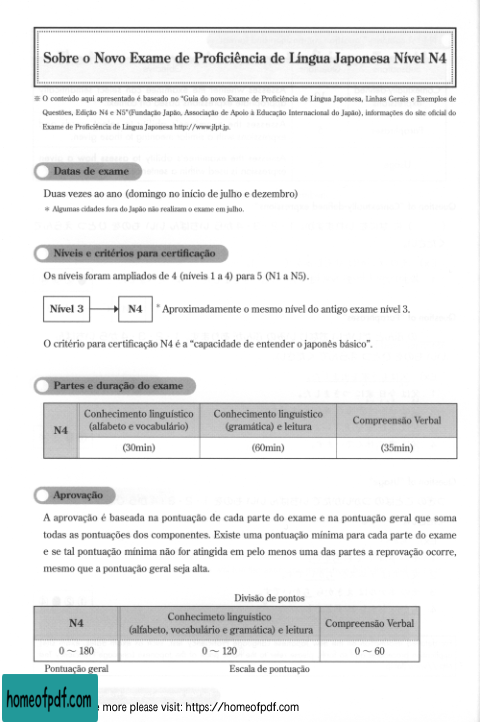 Sobre o Novo Exame de Proficiência de Língua Japonesa Nível N4
※ O conteúdo aqui apresentado é baseado no "Guia do novo Exame de Proficiência de Língua Japonesa, Linhas Gerais e Exemplos de
Questões, Edição N4 e N5"(Fundação Japão, Associação de Apoio à Educação Internacional do Japão), informações do site oficial do
Exame de Proficiência de Língua Japonesa http://www.jlpt.jp.
Datas de exame
Duas vezes ao ano (domingo no início de julho e dezembro)
* Algumas cidades fora do Japão não realizam o exame em julho.
Níveis e critérios para certificação
Os níveis foram ampliados de 4 (níveis 1 a 4) para 5 (N1 a N5).
Nível 3 → N4 * Aproximadamente o mesmo nível do antigo exame nível 3.
O critério para certificação N4 é a "capacidade de entender o japonês básico".
Partes e duração do exame
N4
Conhecimento linguístico
(alfabeto e vocabulário)
Conhecimento linguístico
(gramática) e leitura
Compreensão Verbal
(30min) (60min) (35min)
Aprovação
A aprovação é baseada na pontuação de cada parte do exame e na pontuação geral que soma
todas as pontuações dos componentes. Existe uma pontuação mínima para cada parte do exame
e se tal pontuação mínima não for atingida em pelo menos uma das partes a reprovação ocorre,
mesmo que a pontuação geral seja alta.
Divisão de pontos
N4
Conhecimeto linguístico
(alfabeto, vocabulário e gramática) e leitura
Compreensão Verbal
0 ~ 180 0 ~ 120 0 ~ 60
Pontuação geral Escala de pontuação
homeofpdf.com
more please visit: https://homeofpdf.com